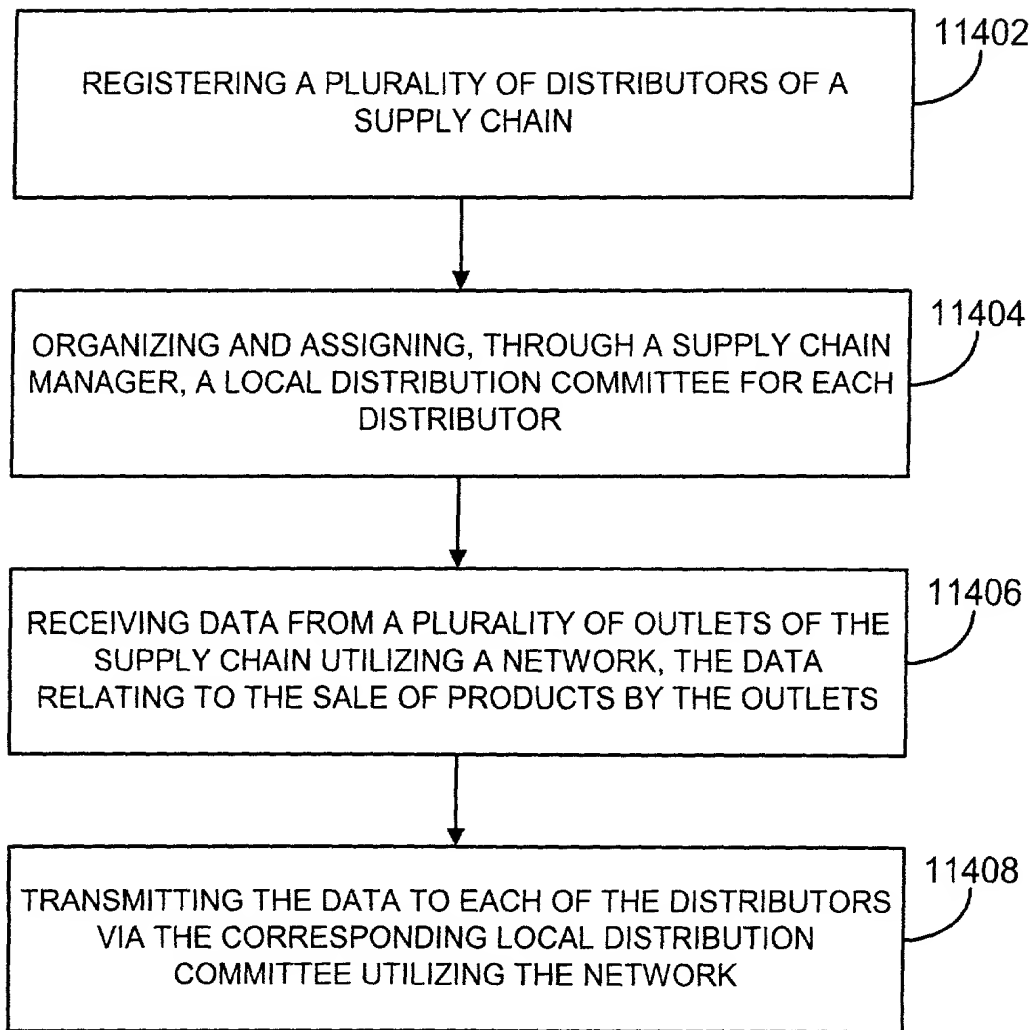 11402
REGISTERING A PLURALITY OF DISTRIBUTORS OF A
SUPPLY CHAIN
11404
ORGANIZING AND ASSIGNING, THROUGH A SUPPLY CHAIN
MANAGER, A LOCAL DISTRIBUTION COMMITTEE FOR EACH
DISTRIBUTOR
11406
RECEIVING DATA FROM A PLURALITY OF OUTLETS OF THE
SUPPLY CHAIN UTILIZING A NETWORK, THE DATA
RELATING TO THE SALE OF PRODUCTS BY THE OUTLETS
11408
TRANSMITTING THE DATA TO EACH OF THE DISTRIBUTORS
VIA THE CORRESPONDING LOCAL DISTRIBUTION
COMMITTEE UTILIZING THE NETWORK